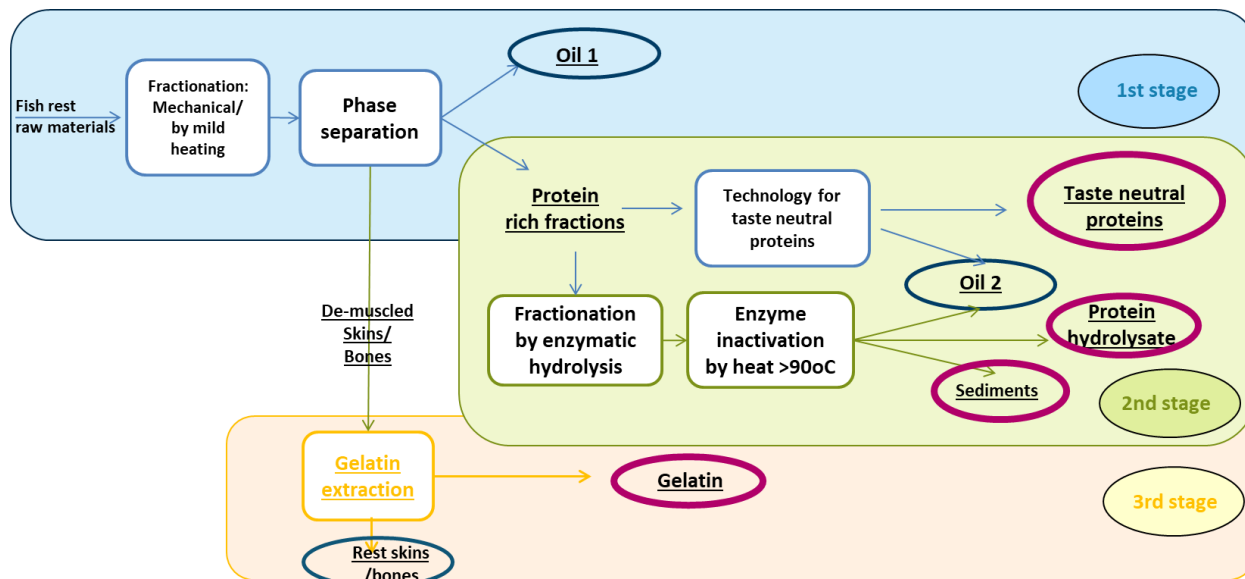 Oil 1
1st stage
Fish rest
raw materials
Fractionation:
Mechanical/
by mild
heating
Phase
separation
Protein
rich fractions
Technology for
taste neutral
proteins
Taste neutral
proteins
Oil 2
De-muscled
Skins/
Bones
Fractionation
by enzymatic
hydrolysis
Enzyme
inactivation
by heat >90oC
Protein
hydrolysate
Sediments
2nd stage
Gelatin
extraction
Gelatin
3rd stage
Rest skins
/bones